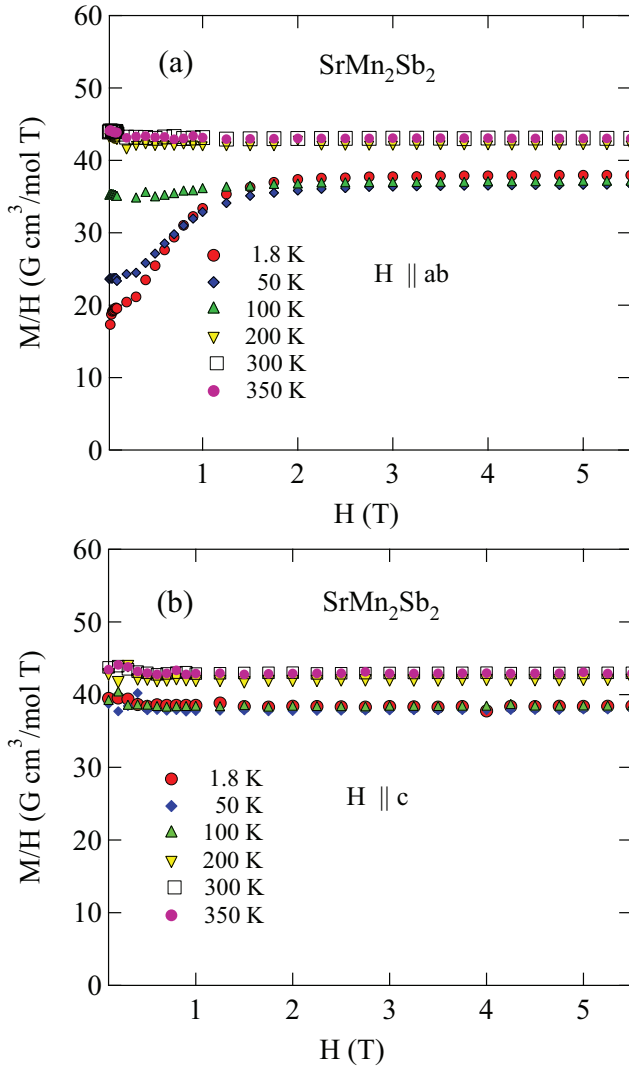 (a)
SrMn₂Sb₂
60
50
40
30
20
10
0
M/H (G cm³/mol T)
1.8 K
50 K
100 K
200 K
300 K
350 K
H || ab
1 2 3 4 5
H (T)
(b)
SrMn₂Sb₂
60
50
40
30
20
10
0
M/H (G cm³/mol T)
1.8 K
50 K
100 K
200 K
300 K
350 K
H || c
1 2 3 4 5
H (T)